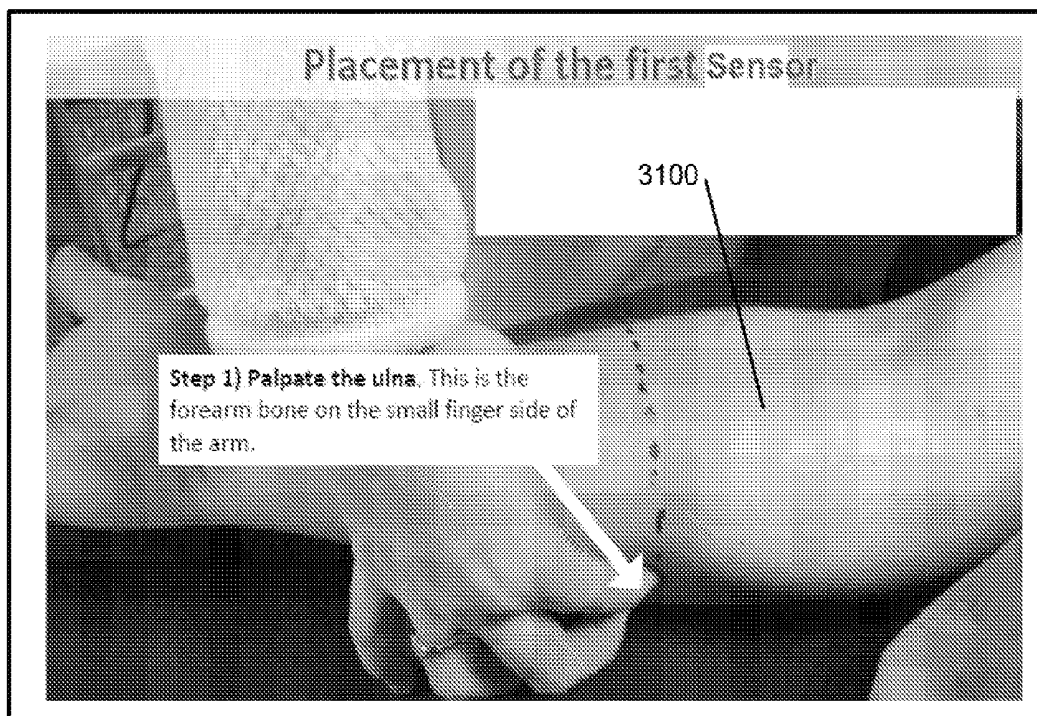 Placement of the first Sensor
3100
Step 1) Palpate the ulna. This is the
forearm bone on the small finger side of
the arm.